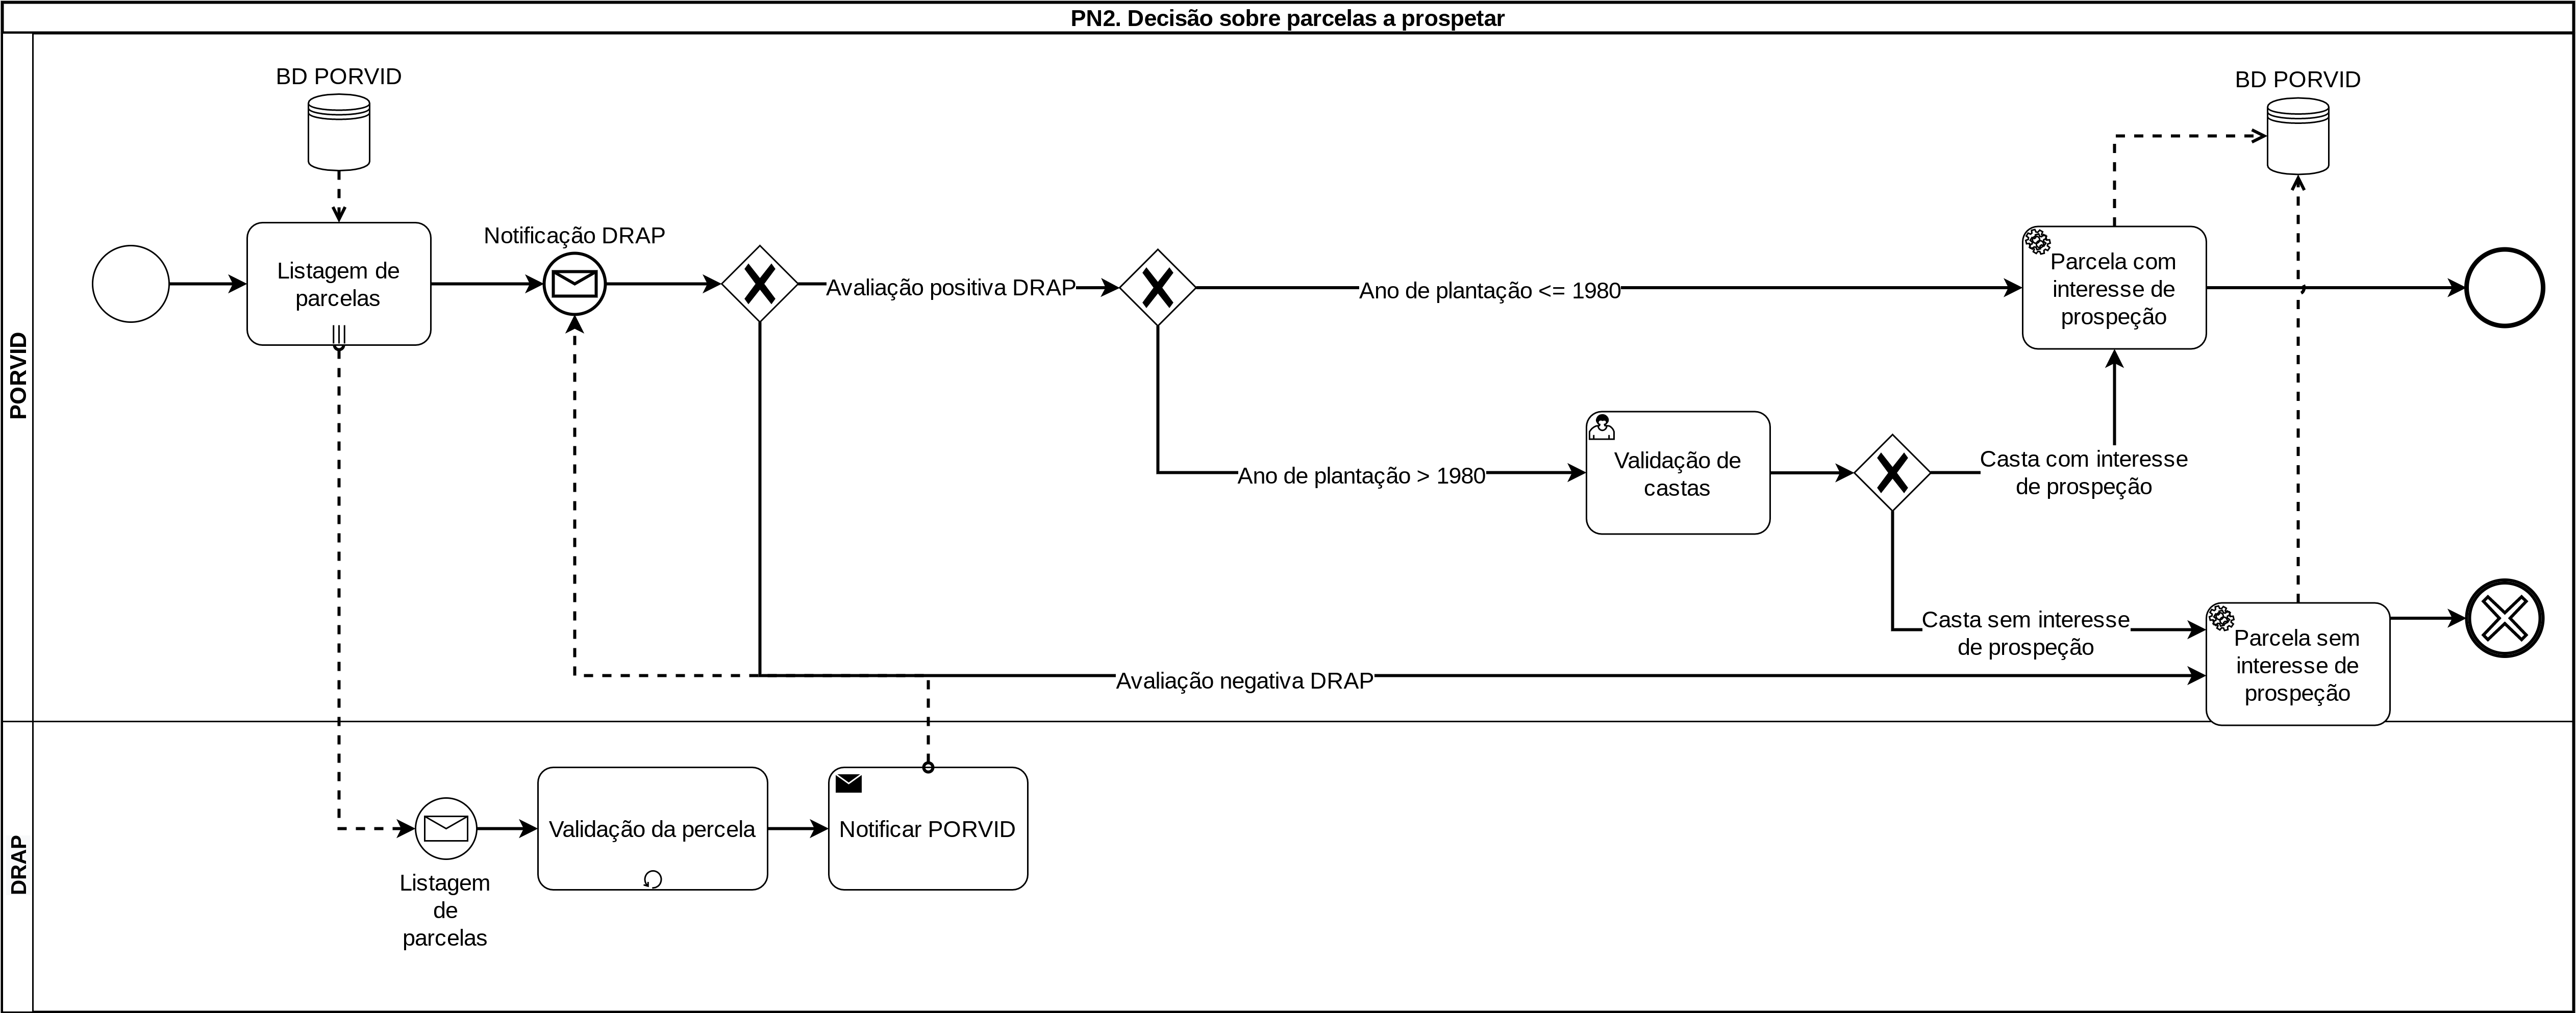 PN2. Decisão sobre parcelas a prospetar
PORVID
BD PORVID
BD PORVID
Listagem de
parcelas
Notificação DRAP
Avaliação positiva DRAP
Ano de plantação <= 1980
Parcela com
interesse de
prospeção
Ano de plantação > 1980
Validação de
castas
Casta com interesse
de prospeção
Casta sem interesse
de prospeção
Avaliação negativa DRAP
Parcela sem
interesse de
prospeção
DRAP
Listagem
de
parcelas
Validação da percela
Notificar PORVID